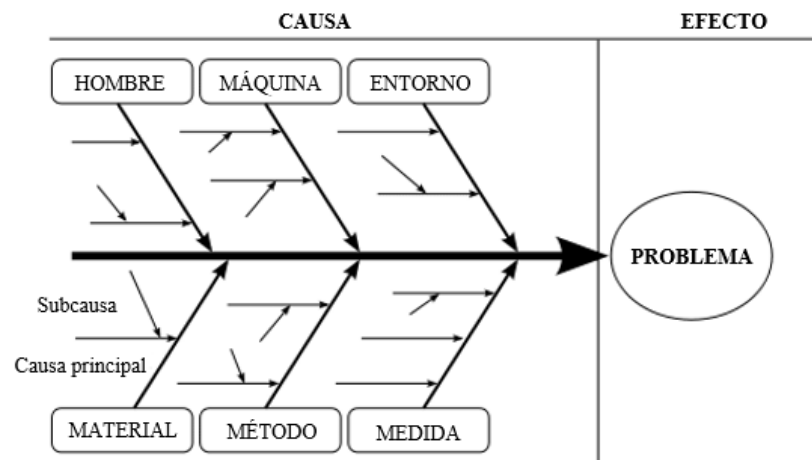 CAUSA
EFECTO
HOMBRE
MÁQUINA
ENTORNO
PROBLEMA
Subcausa
Causa principal
MATERIAL
MÉTODO
MEDIDA